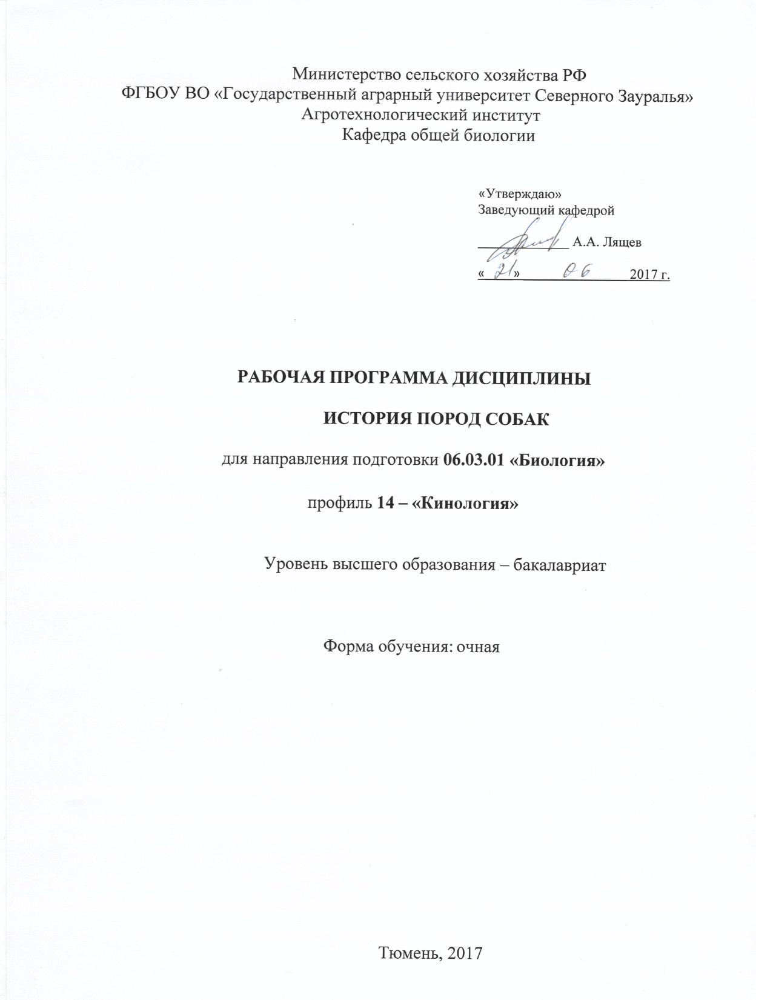 Министерство сельского хозяйства РФ
ФГБОУ ВО «Государственный аграрный университет Северного Зауралья»
Агротехнологический институт
Кафедра общей биологии
«Утверждаю»
Заведующий кафедрой
А.А. Лящев
«21» 06 2017 г.
РАБОЧАЯ ПРОГРАММА ДИСЦИПЛИНЫ
ИСТОРИЯ ПОРОД СОБАК
для направления подготовки 06.03.01 «Биология»
профиль 14 – «Кинология»
Уровень высшего образования – бакалавриат
Форма обучения: очная
Тюмень, 2017